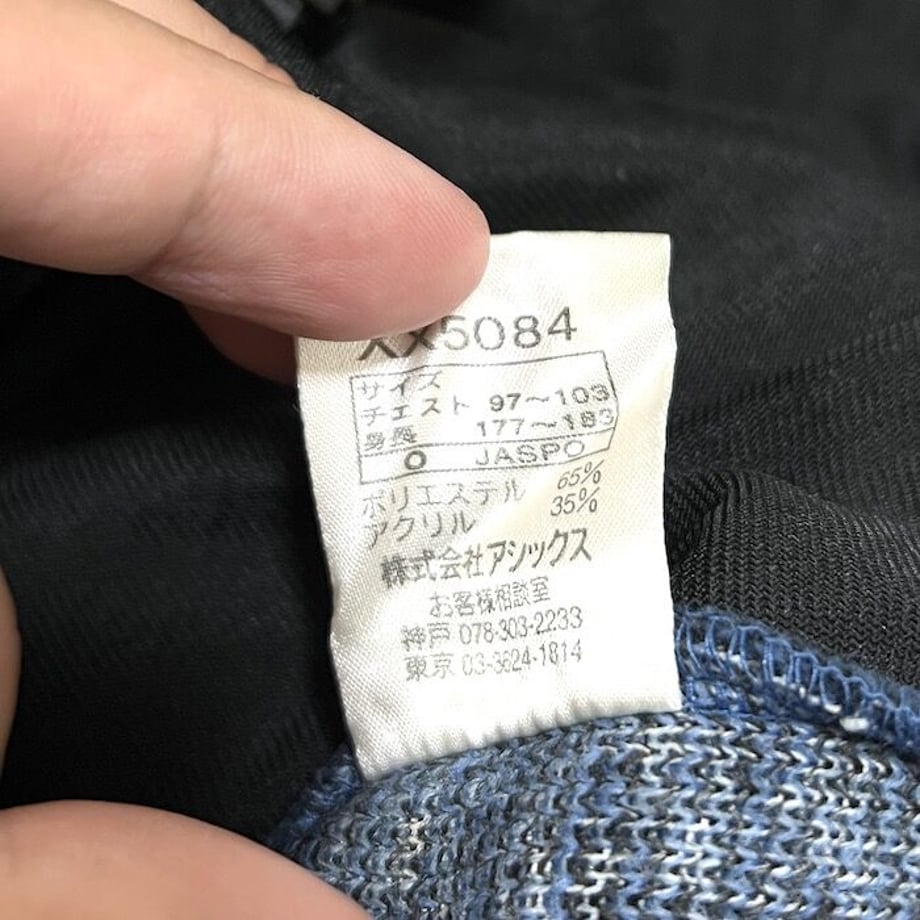 XX5084
サイズ
チェスト 97～103
身長 177～183
O JASPO
ポリエステル 65%
アクリル 35%
株式会社アシックス
お客様相談室
神戸 078-303-2233
東京 03-3624-1814